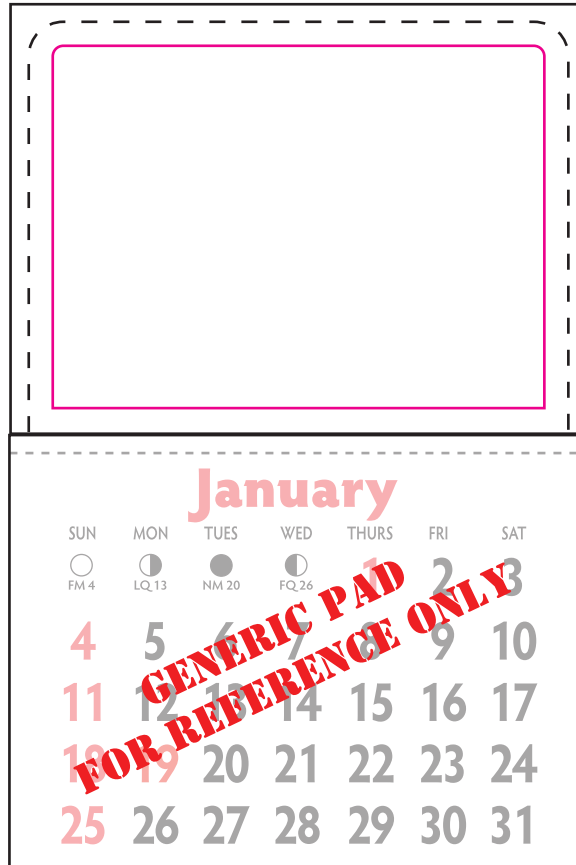 January
SUN MON TUES WED THURS FRI SAT
FM 4 LQ 13 NM 20 FQ 26 1 2 3
4 5 6 7 8 9 10
11 12 13 14 15 16 17
18 19 20 21 22 23 24
25 26 27 28 29 30 31
GENERIC PAD
FOR REFERENCE ONLY